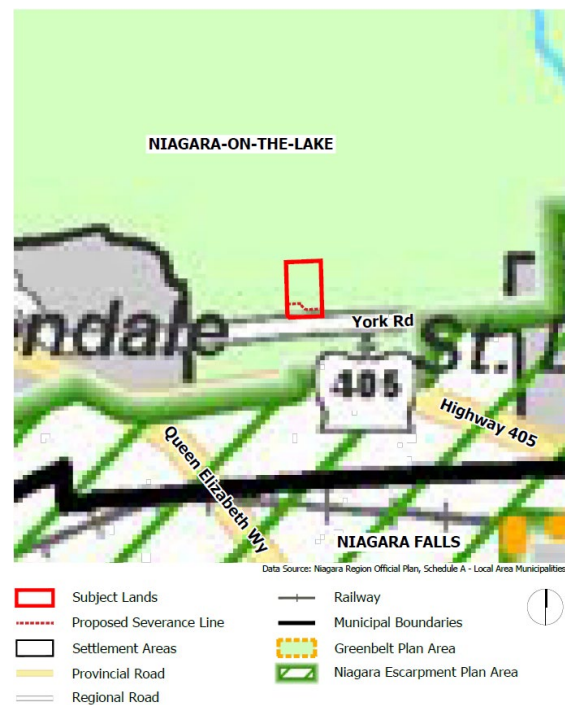 NIAGARA-ON-THE-LAKE
ndale
York Rd
St.
405
Highway 405
Queen Elizabeth Wy
NIAGARA FALLS
Data Source: Niagara Region Official Plan, Schedule A - Local Area Municipalities
Subject Lands
Proposed Severance Line
Settlement Areas
Provincial Road
Regional Road
Railway
Municipal Boundaries
Greenbelt Plan Area
Niagara Escarpment Plan Area